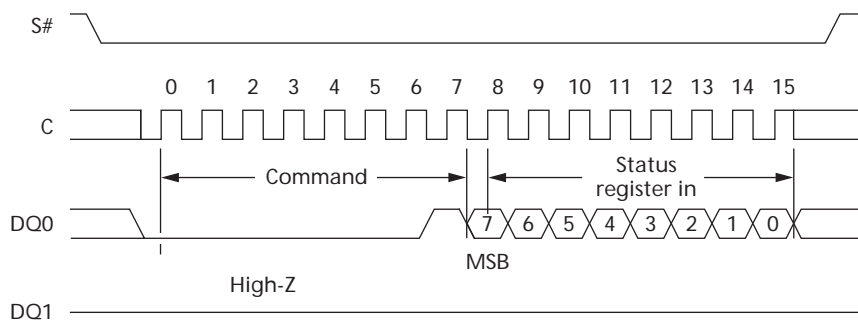 S#
0 1 2 3 4 5 6 7 8 9 10 11 12 13 14 15
C
Command
Status
register in
DQ0
7 6 5 4 3 2 1 0
MSB
High-Z
DQ1